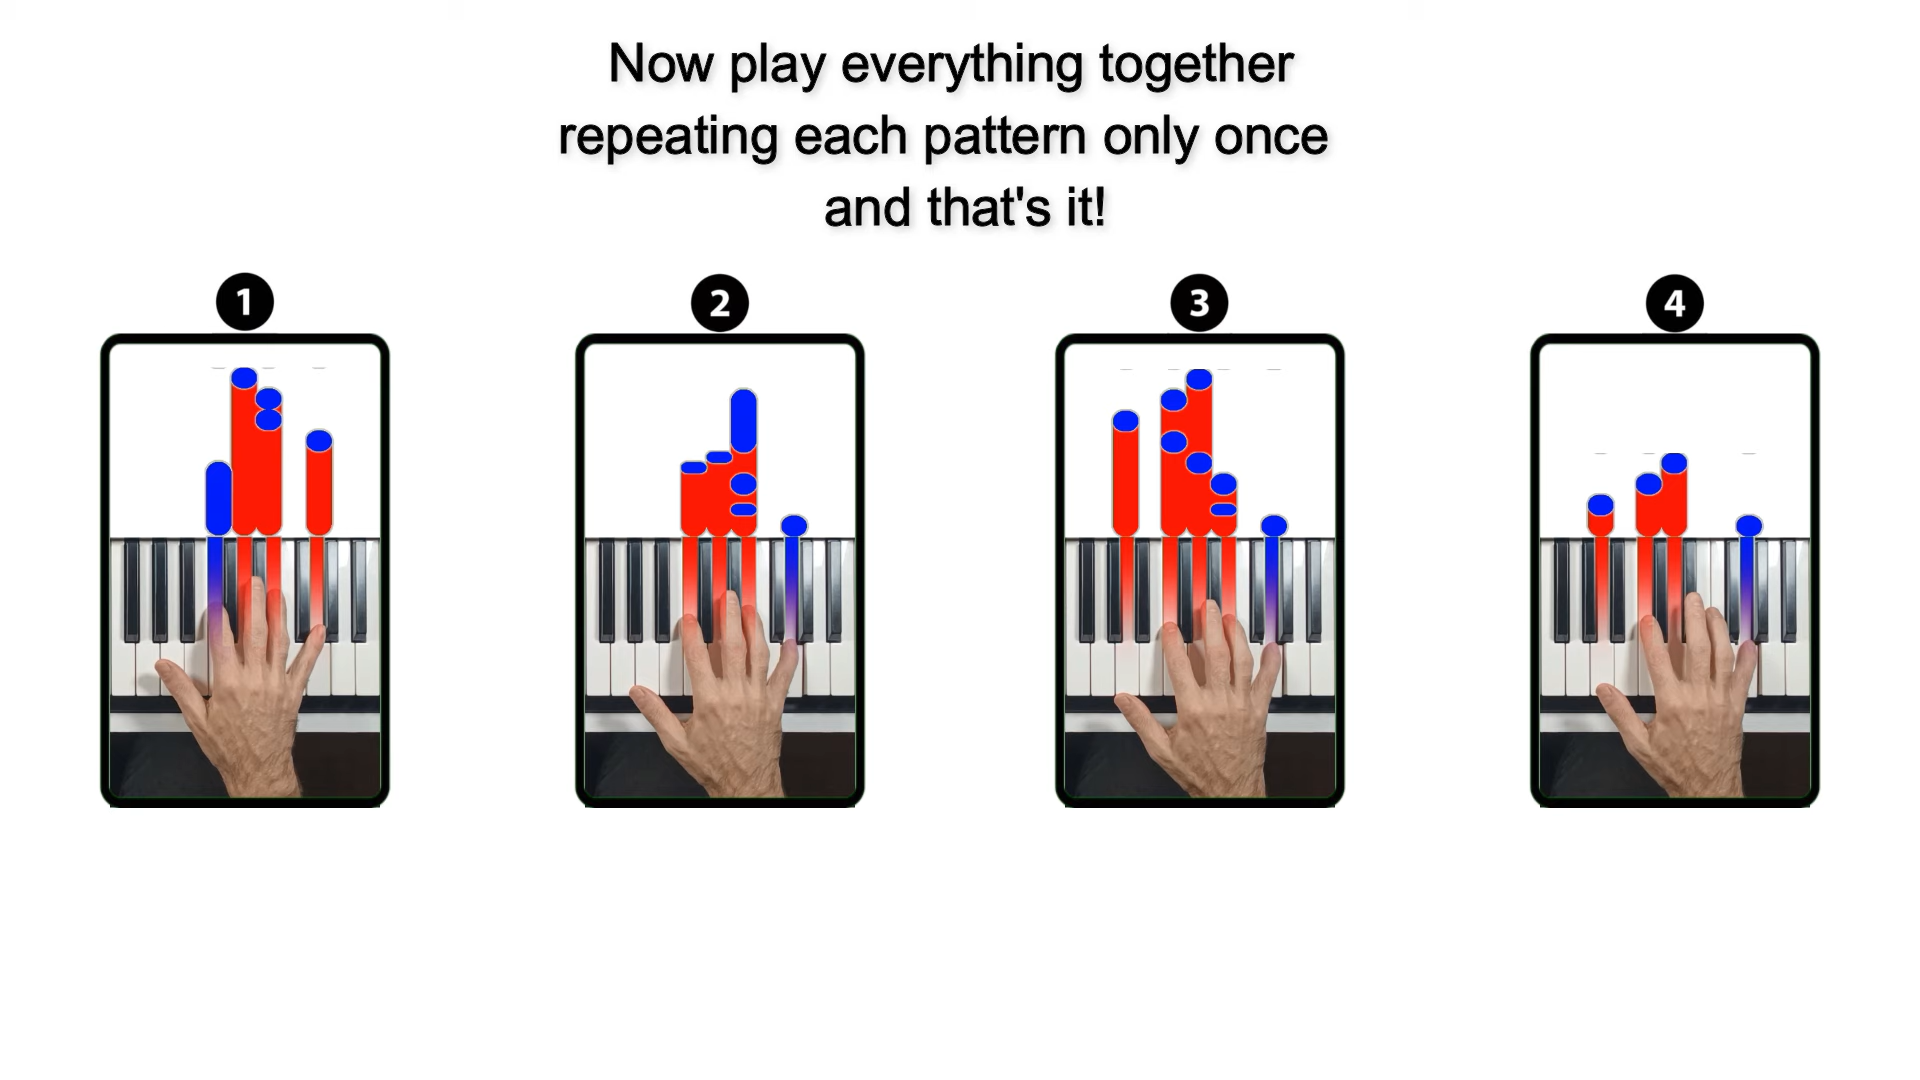 Now play everything together
repeating each pattern only once
and that's it!
1
2
3
4